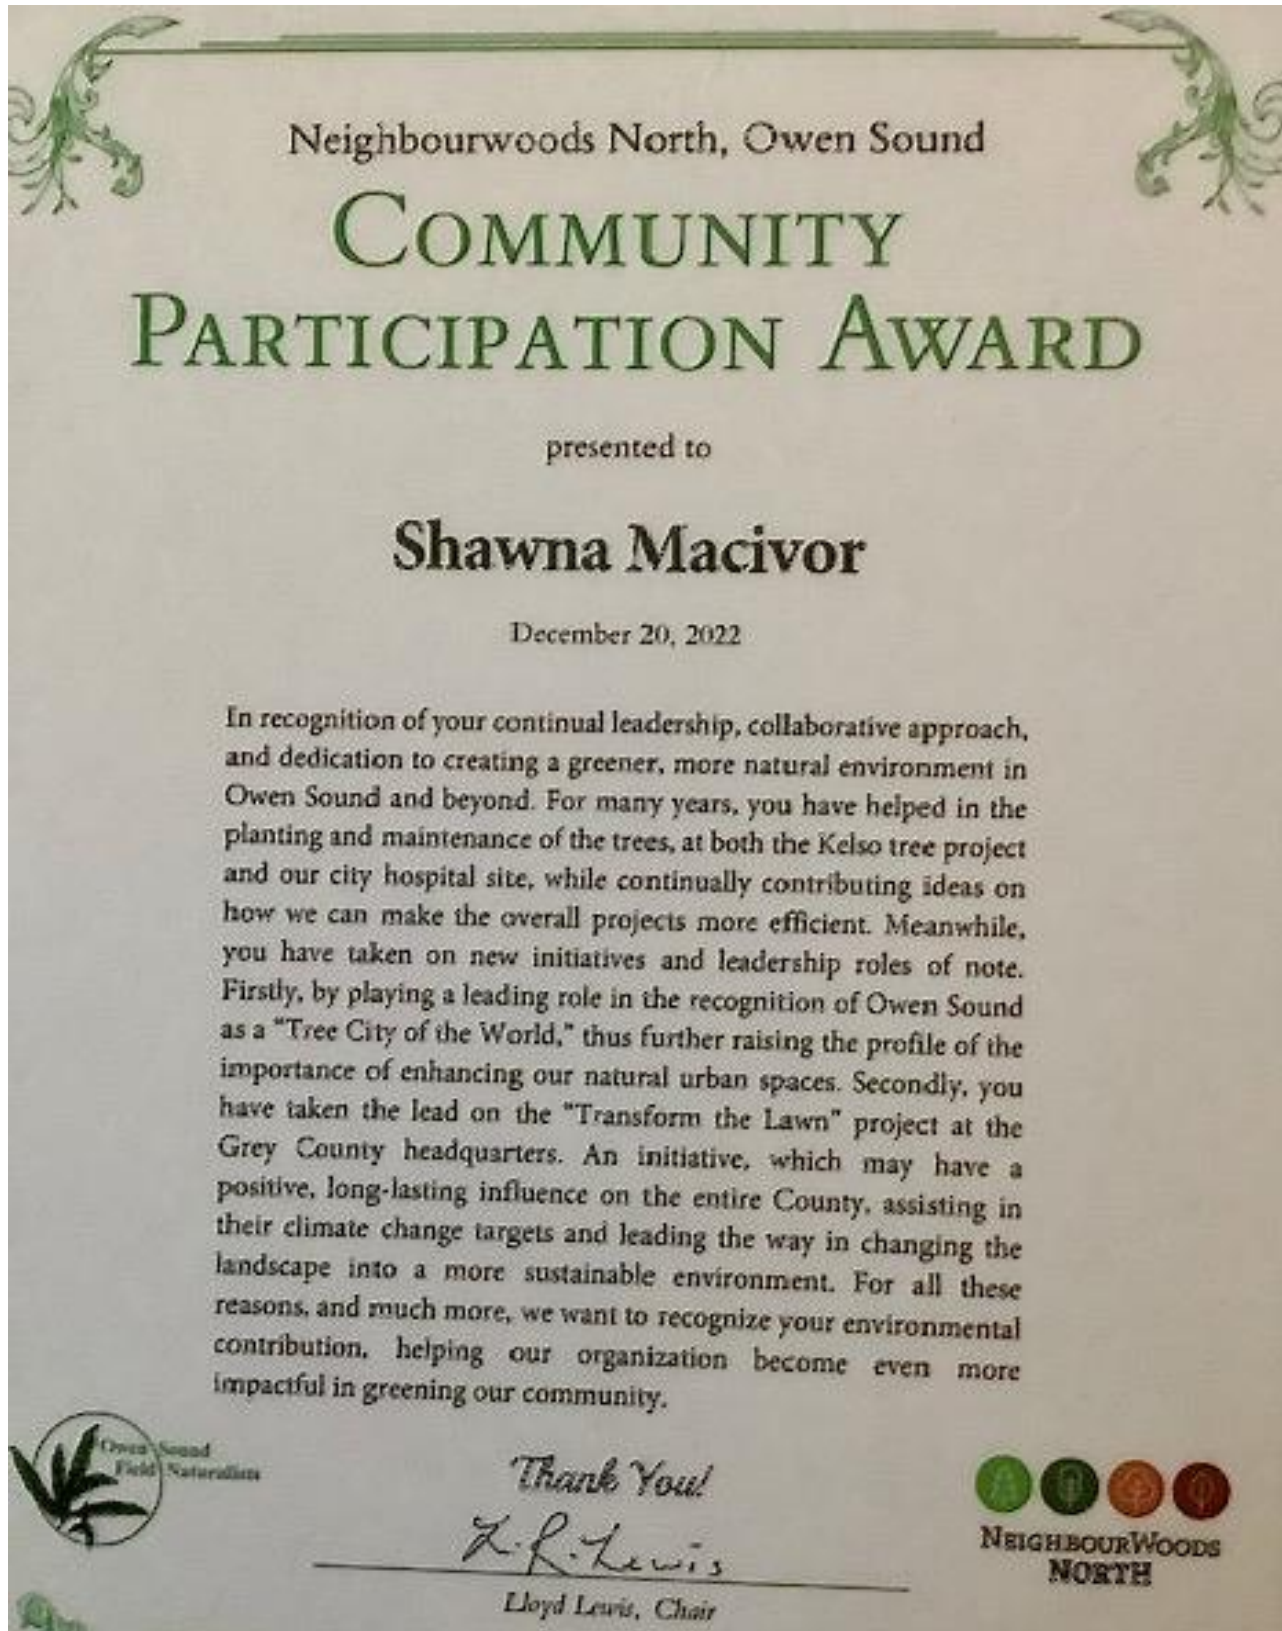 Neighbourwoods North, Owen Sound
COMMUNITY
PARTICIPATION AWARD
presented to
Shawna Macivor
December 20, 2022
In recognition of your continual leadership, collaborative approach,
and dedication to creating a greener, more natural environment in
Owen Sound and beyond. For many years, you have helped in the
planting and maintenance of the trees, at both the Kelso tree project
and our city hospital site, while continually contributing ideas on
how we can make the overall projects more efficient. Meanwhile,
you have taken on new initiatives and leadership roles of note.
Firstly, by playing a leading role in the recognition of Owen Sound
as a "Tree City of the World," thus further raising the profile of the
importance of enhancing our natural urban spaces. Secondly, you
have taken the lead on the "Transform the Lawn" project at the
Grey County headquarters. An initiative, which may have a
positive, long-lasting influence on the entire County, assisting in
their climate change targets and leading the way in changing the
landscape into a more sustainable environment. For all these
reasons, and much more, we want to recognize your environmental
contribution, helping our organization become even more
impactful in greening our community.
Owen Sound
Field Naturalists
Thank You!
L.R. Lewis
Lloyd Lewis, Chair
NEIGHBOURWOODS
NORTH